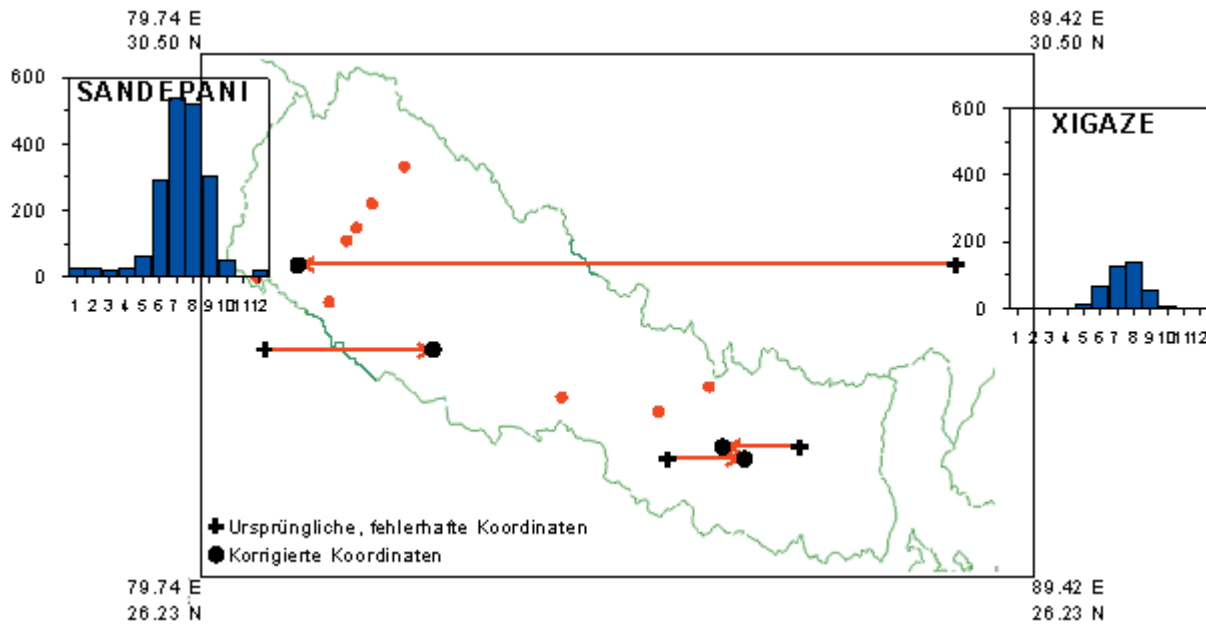 79.74 E
30.50 N
89.42 E
30.50 N
600
SANDEPANI
400
200
0
1 2 3 4 5 6 7 8 9 10 11 12
600
XIGAZE
400
200
0
1 2 3 4 5 6 7 8 9 10 11 12
Ursprüngliche, fehlerhafte Koordinaten
Korrigierte Koordinaten
79.74 E
26.23 N
89.42 E
26.23 N